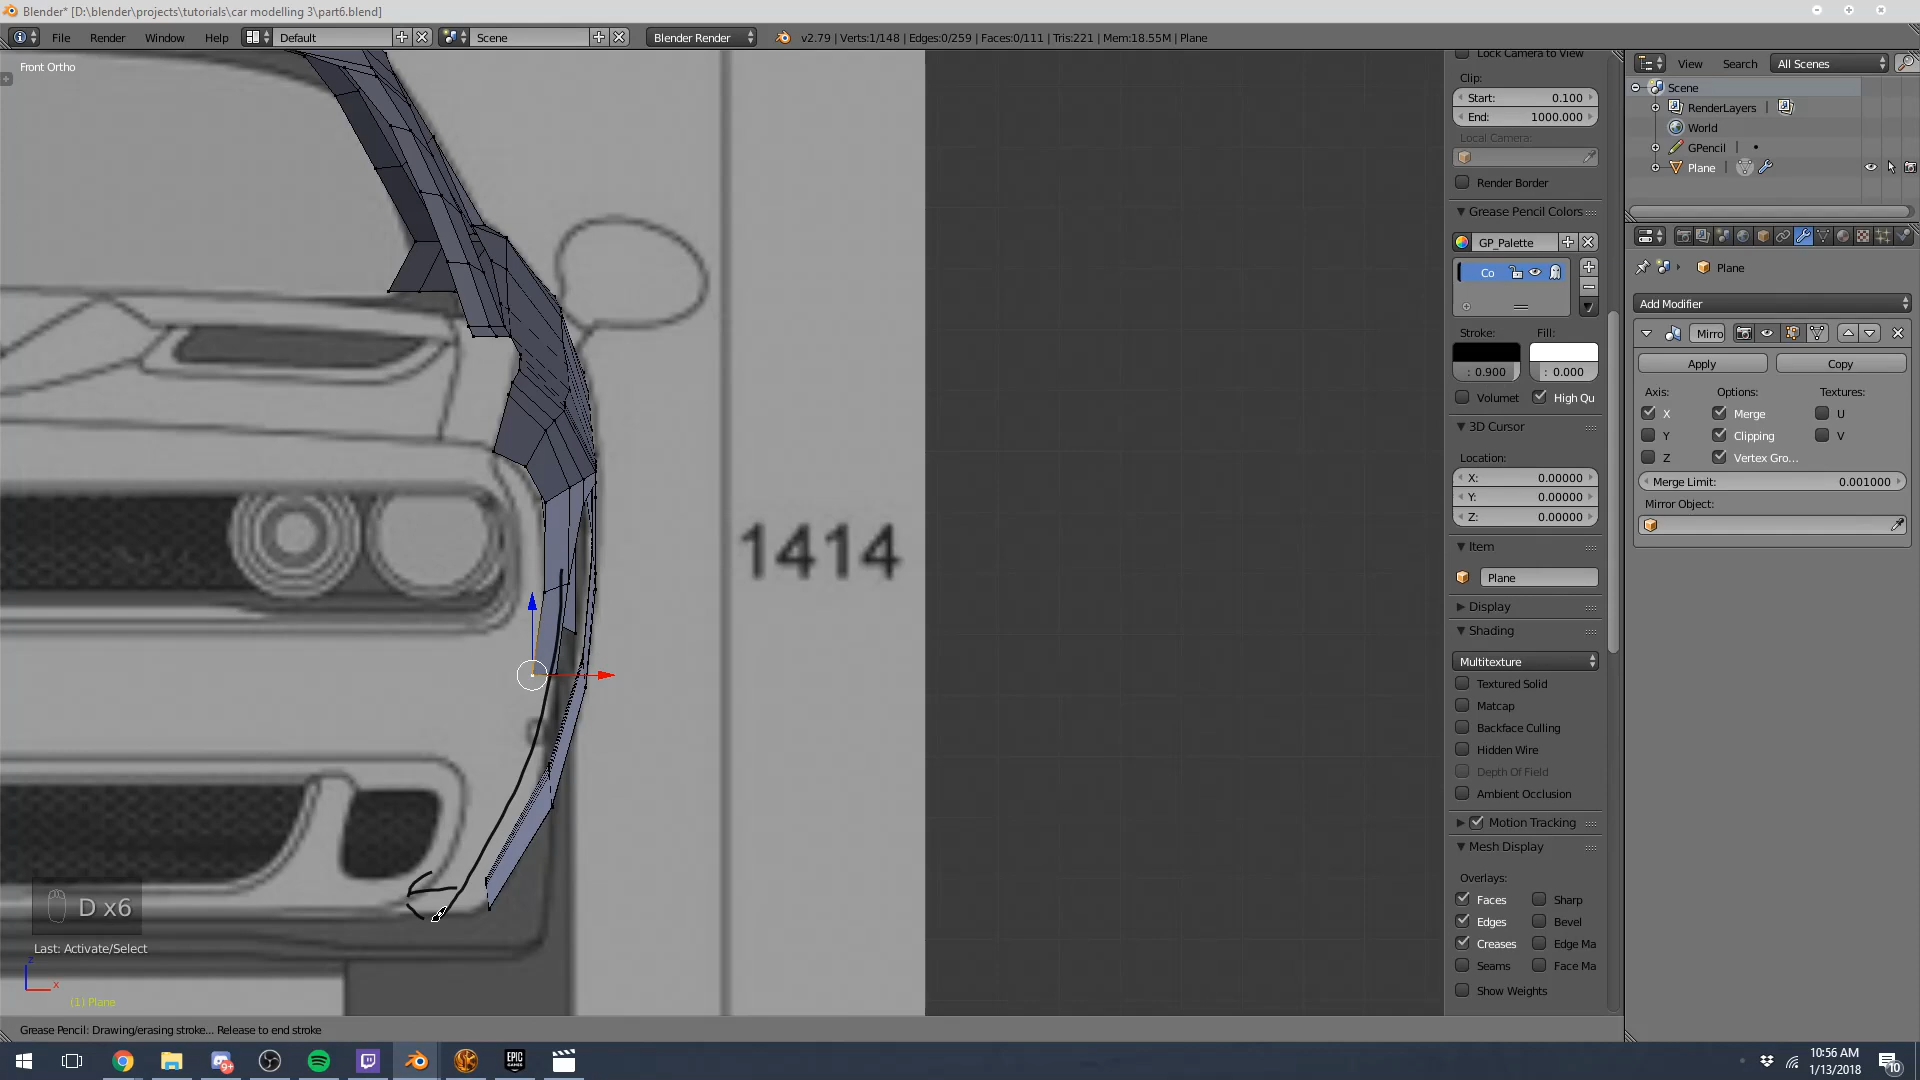 Blender* [D:\blender\projects\tutorials\car modelling 3\part6.blend]
File Render Window Help Default Scene Blender Render v2.79 | Verts:1/148 | Edges:0/259 | Faces:0/111 | Tris:221 | Mem:18.55M | Plane
Front Ortho
1414
D x6
Last: Activate/Select
z
x
(1) Plane
Grease Pencil: Drawing/erasing stroke... Release to end stroke
Lock Camera to View
Clip:
Start: 0.100
End: 1000.000
Local Camera:
Render Border
Grease Pencil Colors
GP_Palette
Co
Stroke: Fill:
: 0.900 : 0.000
Volumet High Qu
3D Cursor
Location:
X: 0.00000
Y: 0.00000
Z: 0.00000
Item
Plane
Display
Shading
Multitexture
Textured Solid
Matcap
Backface Culling
Hidden Wire
Depth Of Field
Ambient Occlusion
Motion Tracking
Mesh Display
Overlays:
Faces Sharp
Edges Bevel
Creases Edge Ma
Seams Face Ma
Show Weights
View Search All Scenes
Scene
RenderLayers |
World
GPencil |
Plane |
Plane
Add Modifier
Mirro
Apply Copy
Axis: Options: Textures:
X Merge U
Y Clipping V
Z Vertex Gro...
Merge Limit: 0.001000
Mirror Object:
9+
EPIC
GAMES
10:56 AM
1/13/2018
10